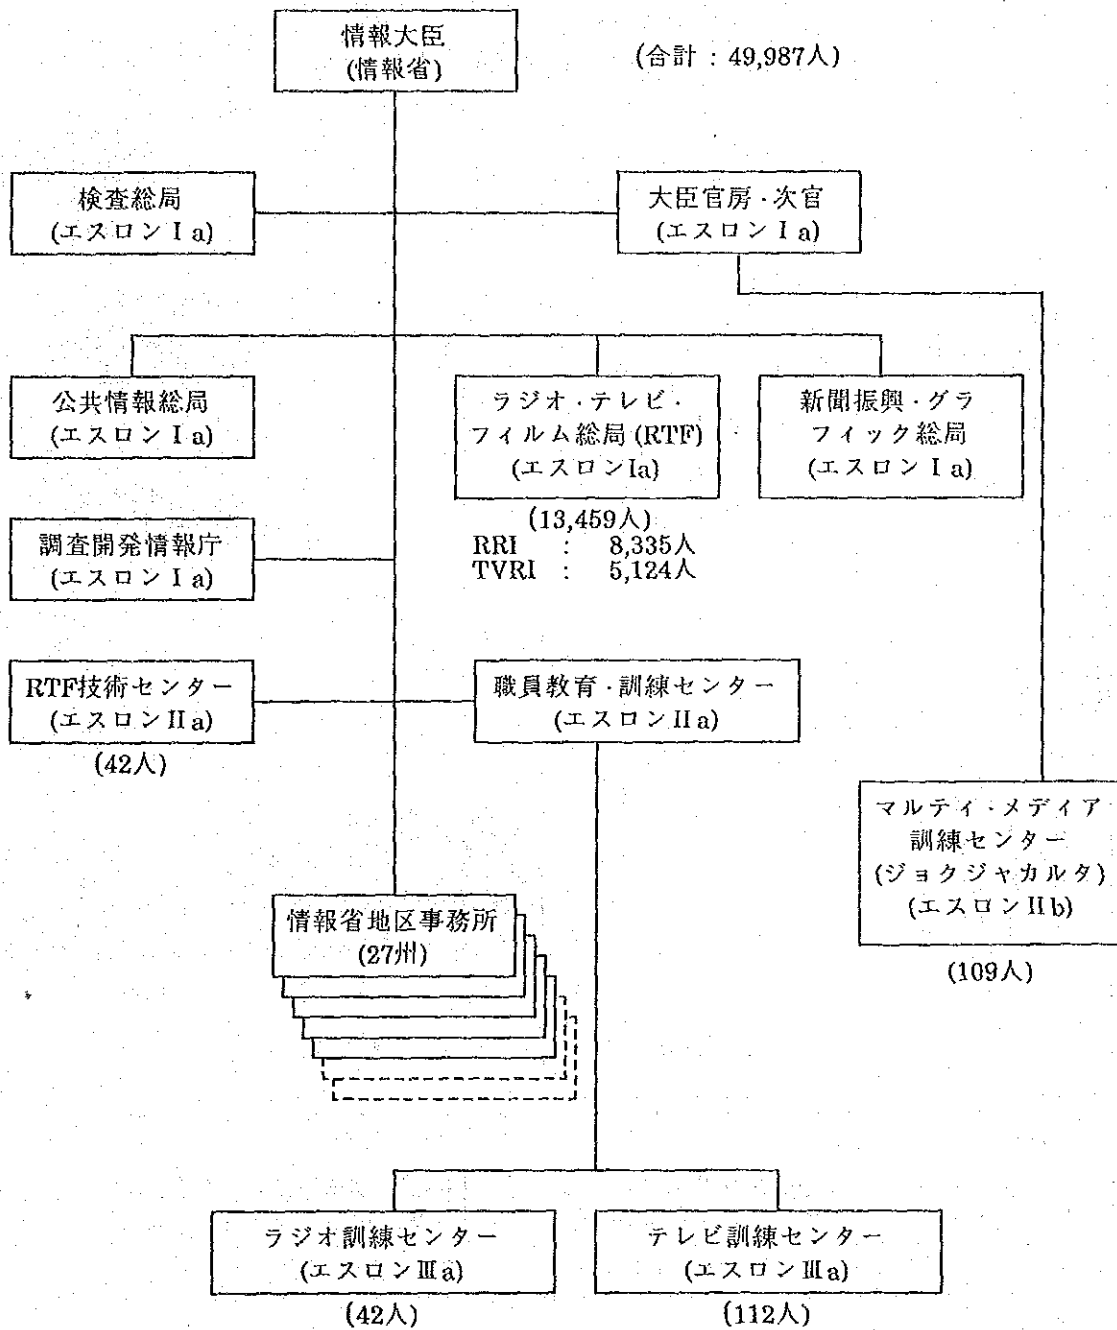 情報大臣
(情報省)
(合計 : 49,987人)
検査総局
(エスロンⅠa)
大臣官房・次官
(エスロンⅠa)
公共情報総局
(エスロンⅠa)
ラジオ・テレビ・
フィルム総局(RTF)
(エスロンIa)
新聞振興・グラ
フィック総局
(エスロンⅠa)
(13,459人)
RRI : 8,335人
TVRI : 5,124人
調査開発情報庁
(エスロンⅠa)
RTF技術センター
(エスロンⅡa)
(42人)
職員教育・訓練センター
(エスロンⅡa)
マルティ・メディア
訓練センター
(ジョクジャカルタ)
(エスロンⅡb)
(109人)
情報省地区事務所
(27州)
ラジオ訓練センター
(エスロンⅢa)
(42人)
テレビ訓練センター
(エスロンⅢa)
(112人)